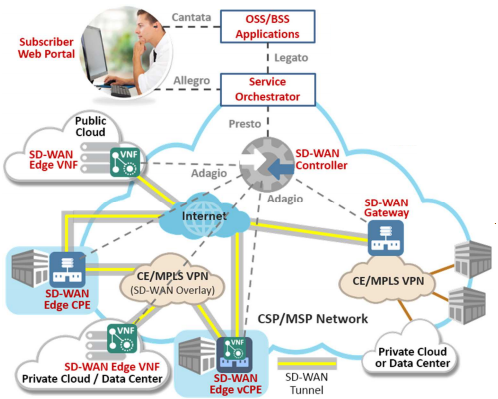 Cantata
OSS/BSS
Applications
Subscriber
Web Portal
Legato
Allegro
Service
Orchestrator
Presto
Public
Cloud
SD-WAN
Edge VNF
VNF
Adagio
SD-WAN
Controller
Adagio
SD-WAN
Gateway
Internet
CE/MPLS VPN
(SD-WAN Overlay)
CE/MPLS VPN
SD-WAN
Edge CPE
CSP/MSP Network
VNF
SD-WAN Edge VNF
Private Cloud / Data Center
VNF
SD-WAN
Edge vCPE
SD-WAN
Tunnel
Private Cloud
or Data Center